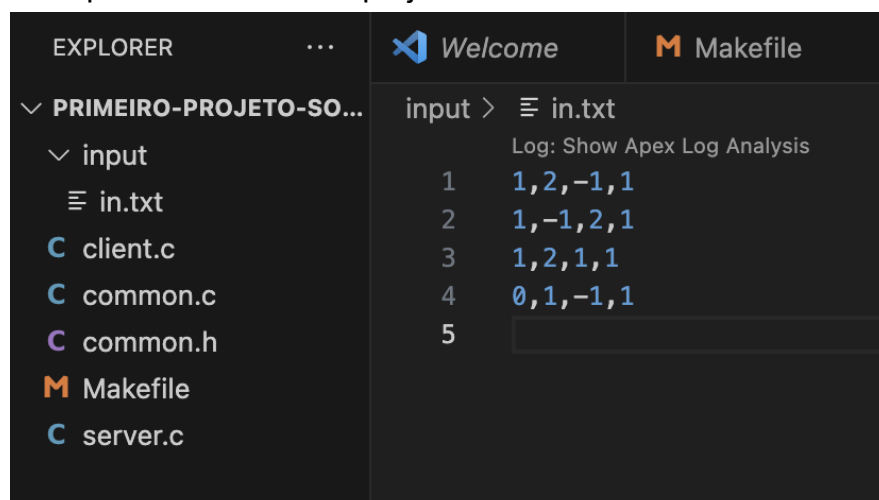 EXPLORER ...
PRIMEIRO-PROJETO-SO...
input
in.txt
client.c
common.c
common.h
Makefile
server.c
Welcome
Makefile
input > in.txt
Log: Show Apex Log Analysis
1 1,2,-1,1
2 1,-1,2,1
3 1,2,1,1
4 0,1,-1,1
5